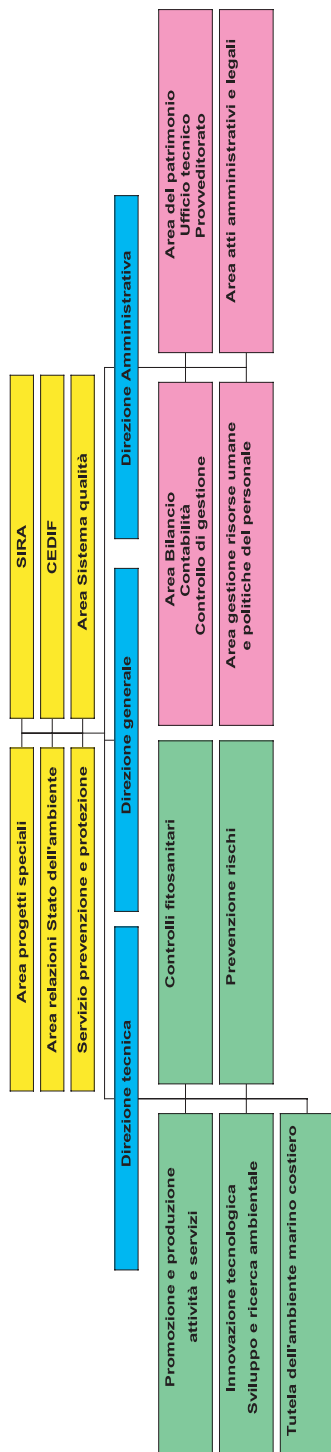 Area progetti speciali
SIRA
Area relazioni Stato dell'ambiente
CEDIF
Servizio prevenzione e protezione
Area Sistema qualità
Direzione tecnica
Direzione generale
Direzione Amministrativa
Promozione e produzione
attività e servizi
Controlli fitosanitari
Area Bilancio
Contabilità
Controllo di gestione
Area del patrimonio
Ufficio tecnico
Provveditorato
Innovazione tecnologica
Sviluppo e ricerca ambientale
Prevenzione rischi
Area gestione risorse umane
e politiche del personale
Area atti amministrativi e legali
Tutela dell'ambiente marino costiero